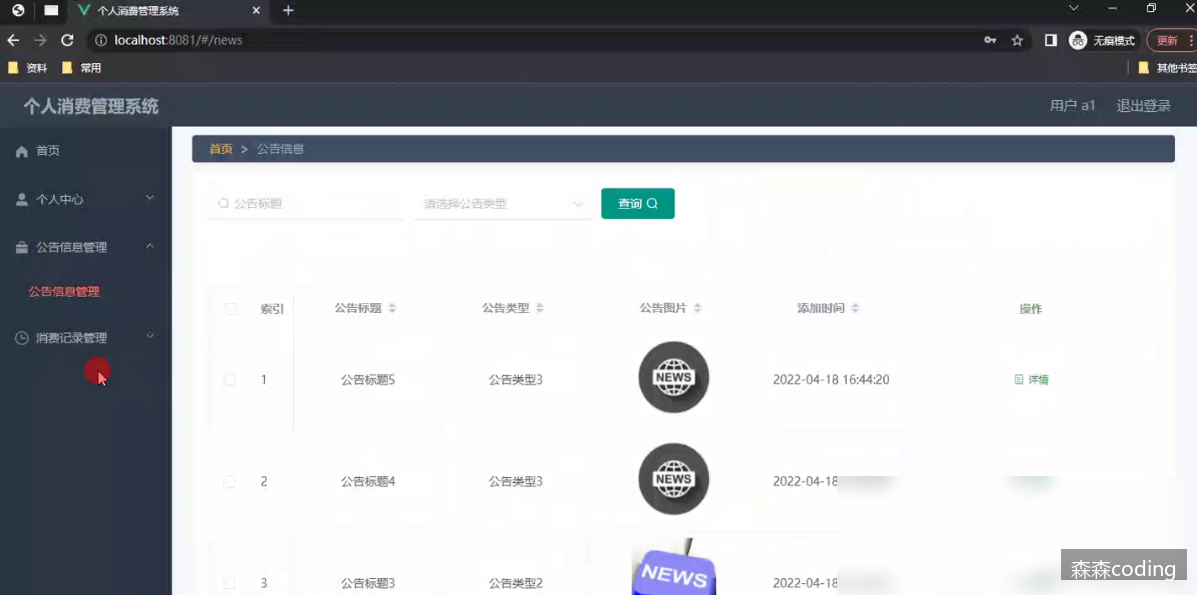 个人消费管理系统
localhost:8081/#/news
无痕模式
更新
资料
常用
其他书签
个人消费管理系统
用户 a1
退出登录
首页
个人中心
公告信息管理
公告信息管理
消费记录管理
首页 > 公告信息
公告标题
请选择公告类型
查询
索引 公告标题 公告类型 公告图片 添加时间 操作
1 公告标题5 公告类型3 NEWS 2022-04-18 16:44:20 详情
2 公告标题4 公告类型3 NEWS 2022-04-18
3 公告标题3 公告类型2 NEWS 2022-04-18
森森coding